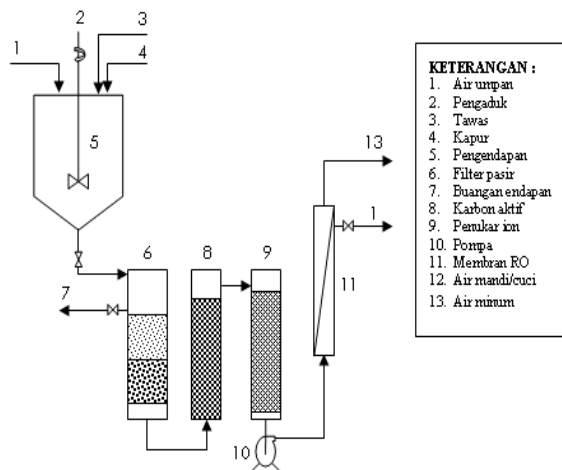 2
3
1
4
5
13
1
6
8
9
11
7
10
KETERANGAN :
1. Air umpan
2. Pengaduk
3. Tawas
4. Kapur
5. Pengendapan
6. Filter pasir
7. Buangan endapan
8. Karbon aktif
9. Penukar ion
10. Pompa
11. Membran RO
12. Air mandi/cuci
13. Air minum